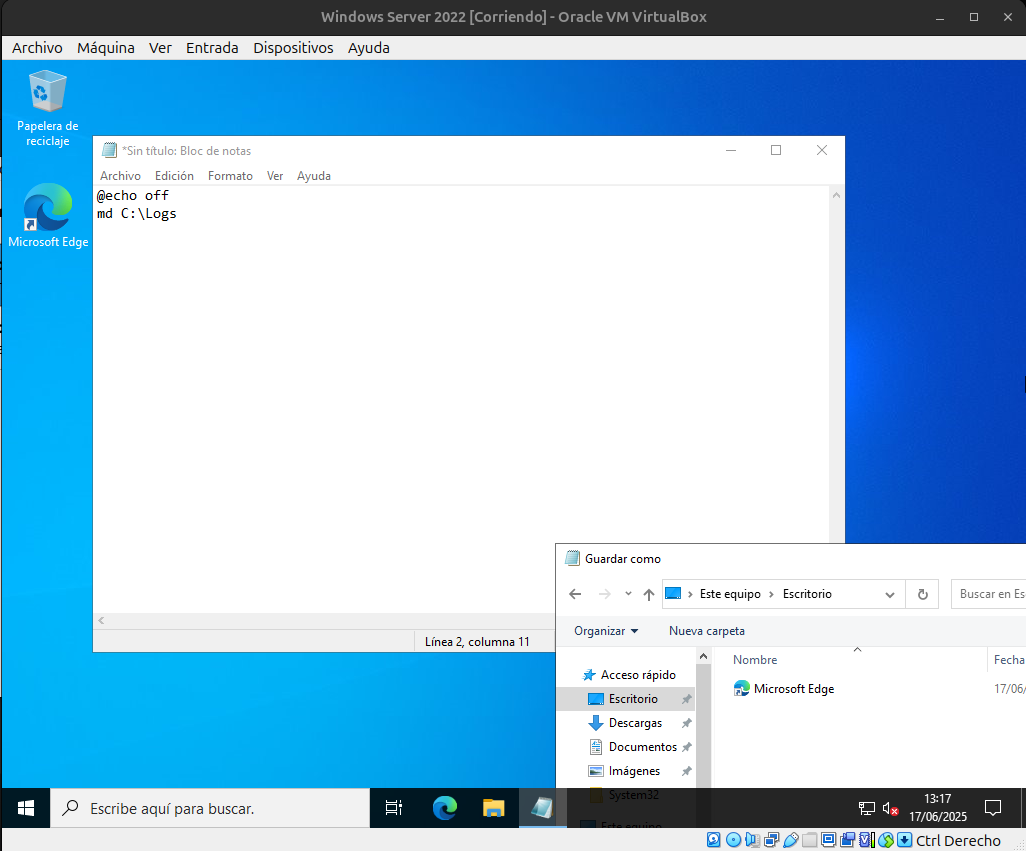 Windows Server 2022 [Corriendo] - Oracle VM VirtualBox
Archivo Máquina Ver Entrada Dispositivos Ayuda
Papelera de
reciclaje
Microsoft Edge
*Sin título: Bloc de notas
Archivo Edición Formato Ver Ayuda
@echo off
md C:\Logs
Línea 2, columna 11
Guardar como
Este equipo › Escritorio
Buscar en Es
Organizar Nueva carpeta
Nombre Fecha
Acceso rápido
Microsoft Edge 17/06/
Escritorio
Descargas
Documentos
Imágenes
System32
Este equipo
Escribe aquí para buscar.
13:17
17/06/2025
Ctrl Derecho